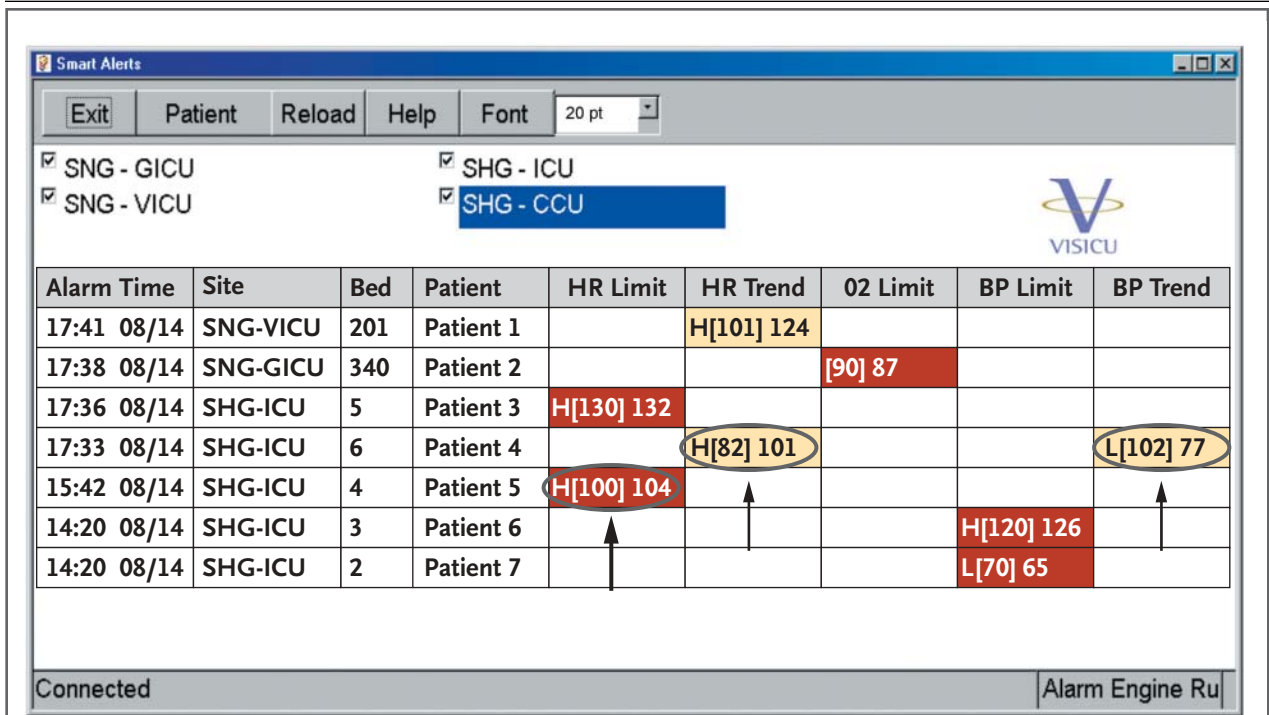 Smart Alerts
Exit Patient Reload Help Font 20 pt
SNG - GICU SHG - ICU
SNG - VICU SHG - CCU
VISICU
Alarm Time Site Bed Patient HR Limit HR Trend 02 Limit BP Limit BP Trend
17:41 08/14 SNG-VICU 201 Patient 1 H[101] 124
17:38 08/14 SNG-GICU 340 Patient 2 [90] 87
17:36 08/14 SHG-ICU 5 Patient 3 H[130] 132
17:33 08/14 SHG-ICU 6 Patient 4 H[82] 101 L[102] 77
15:42 08/14 SHG-ICU 4 Patient 5 H[100] 104
14:20 08/14 SHG-ICU 3 Patient 6 H[120] 126
14:20 08/14 SHG-ICU 2 Patient 7 L[70] 65
Connected Alarm Engine Ru